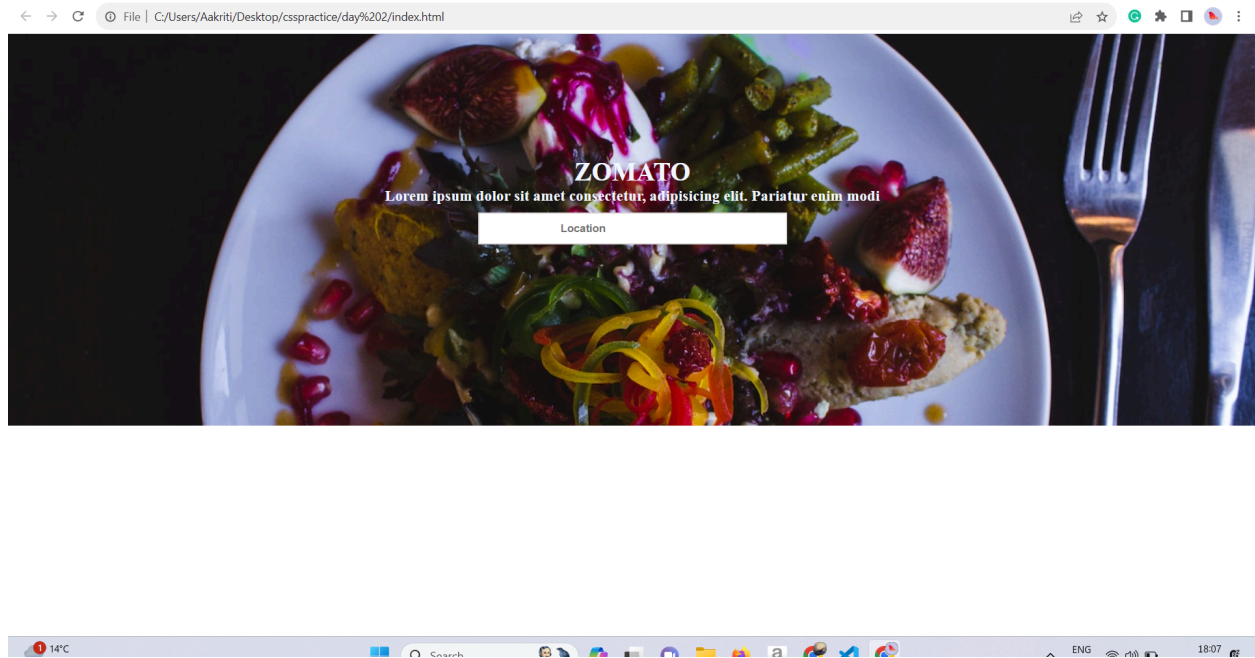 File
C:/Users/Aakriti/Desktop/csspractice/day%202/index.html
ZOMATO
Lorem ipsum dolor sit amet consectetur, adipisicing elit. Pariatur enim modi
Location
1
14°C
Search
a
ENG
18:07